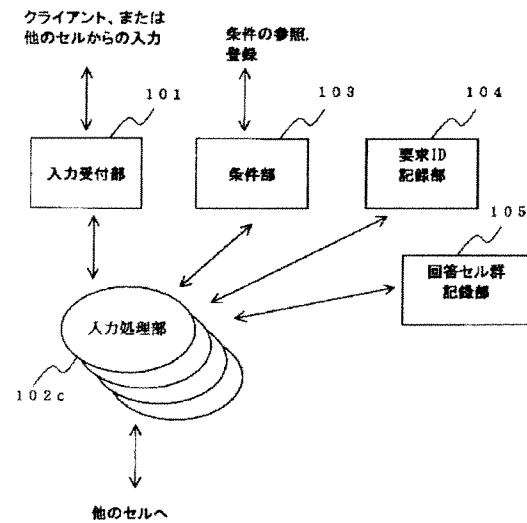 クライアント、または
他のセルからの入力
条件の参照,
登録
101
103
104
入力受付部
条件部
要求ID
記録部
105
回答セル群
記録部
入力処理部
102c
他のセルへ